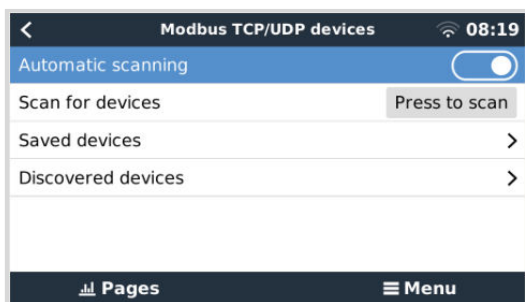 Modbus TCP/UDP devices 08:19
Automatic scanning
Scan for devices Press to scan
Saved devices
Discovered devices
Pages Menu